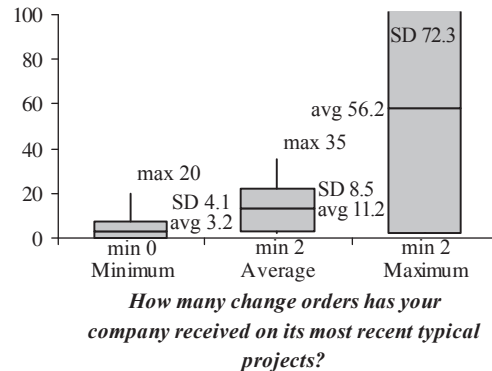 100
80
60
40
20
0
SD 72.3
avg 56.2
max 35
max 20
SD 8.5
SD 4.1
avg 11.2
avg 3.2
min 0
min 2
min 2
Minimum
Average
Maximum
How many change orders has your
company received on its most recent typical
projects?